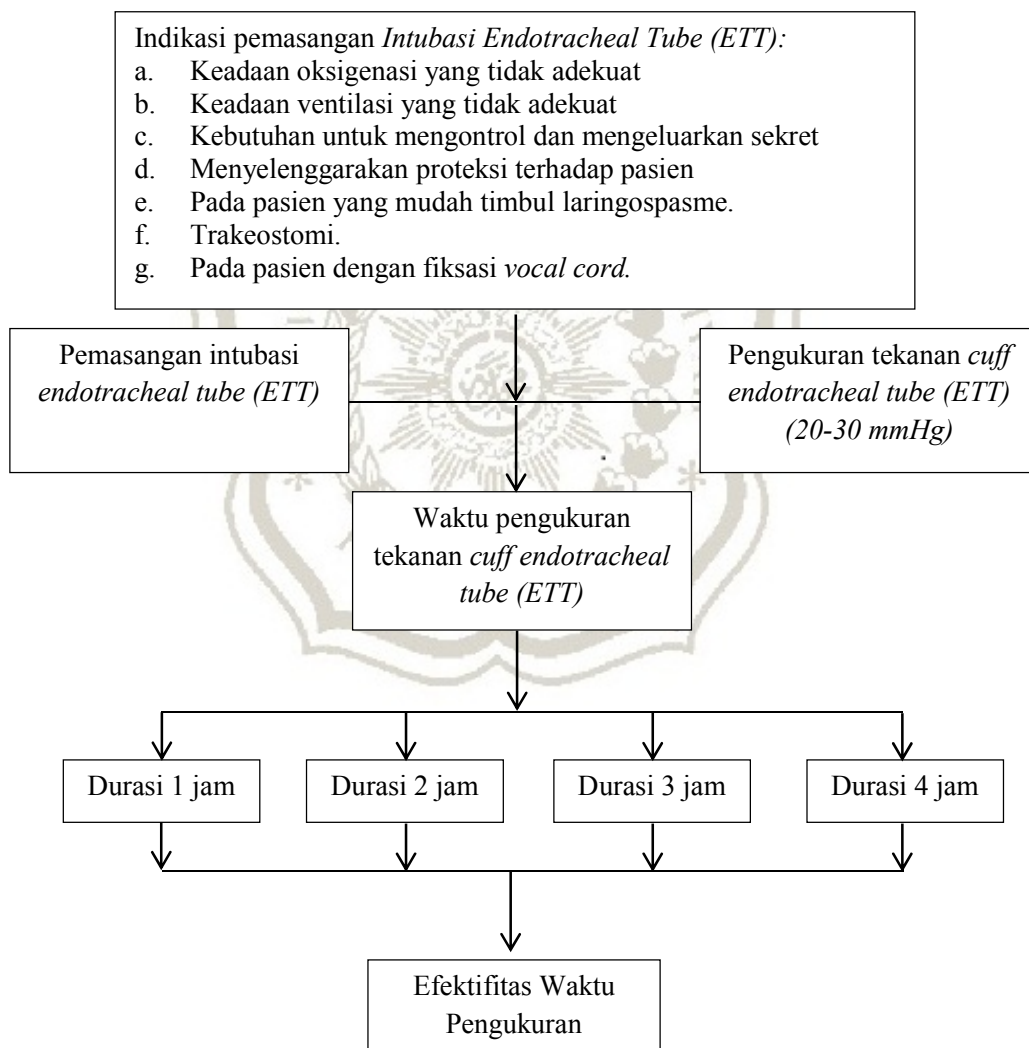 Indikasi pemasangan Intubasi Endotracheal Tube (ETT):
a. Keadaan oksigenasi yang tidak adekuat
b. Keadaan ventilasi yang tidak adekuat
c. Kebutuhan untuk mengontrol dan mengeluarkan sekret
d. Menyelenggarakan proteksi terhadap pasien
e. Pada pasien yang mudah timbul laringospasme.
f. Trakeostomi.
g. Pada pasien dengan fiksasi vocal cord.
Pemasangan intubasi
endotracheal tube (ETT)
Pengukuran tekanan cuff
endotracheal tube (ETT)
(20-30 mmHg)
Waktu pengukuran
tekanan cuff endotracheal
tube (ETT)
Durasi 1 jam
Durasi 2 jam
Durasi 3 jam
Durasi 4 jam
Efektifitas Waktu
Pengukuran